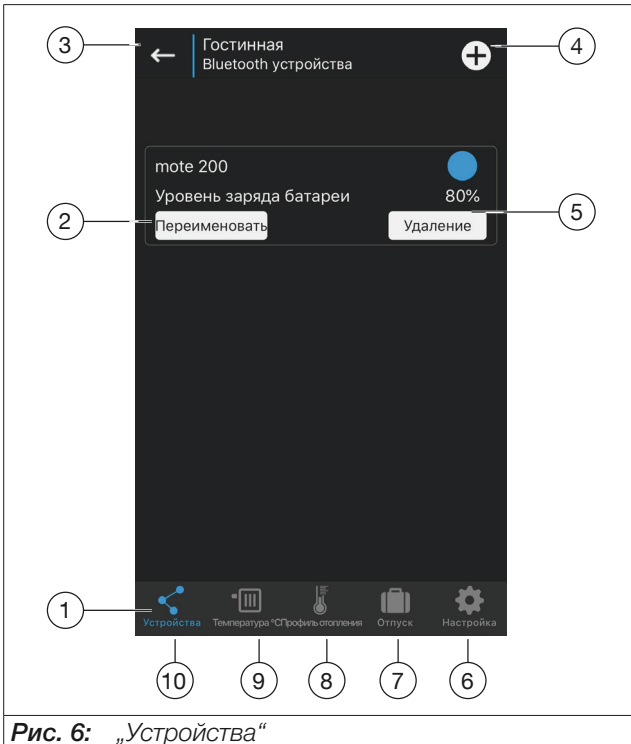 3
Гостинная
4
Bluetooth устройства
mote 200
Уровень заряда батареи 80%
2
Переименовать Удаление
5
1
Устройства Температура °C Профиль отопления Отпуск Настройка
10 9 8 7 6
Рис. 6: „Устройства“